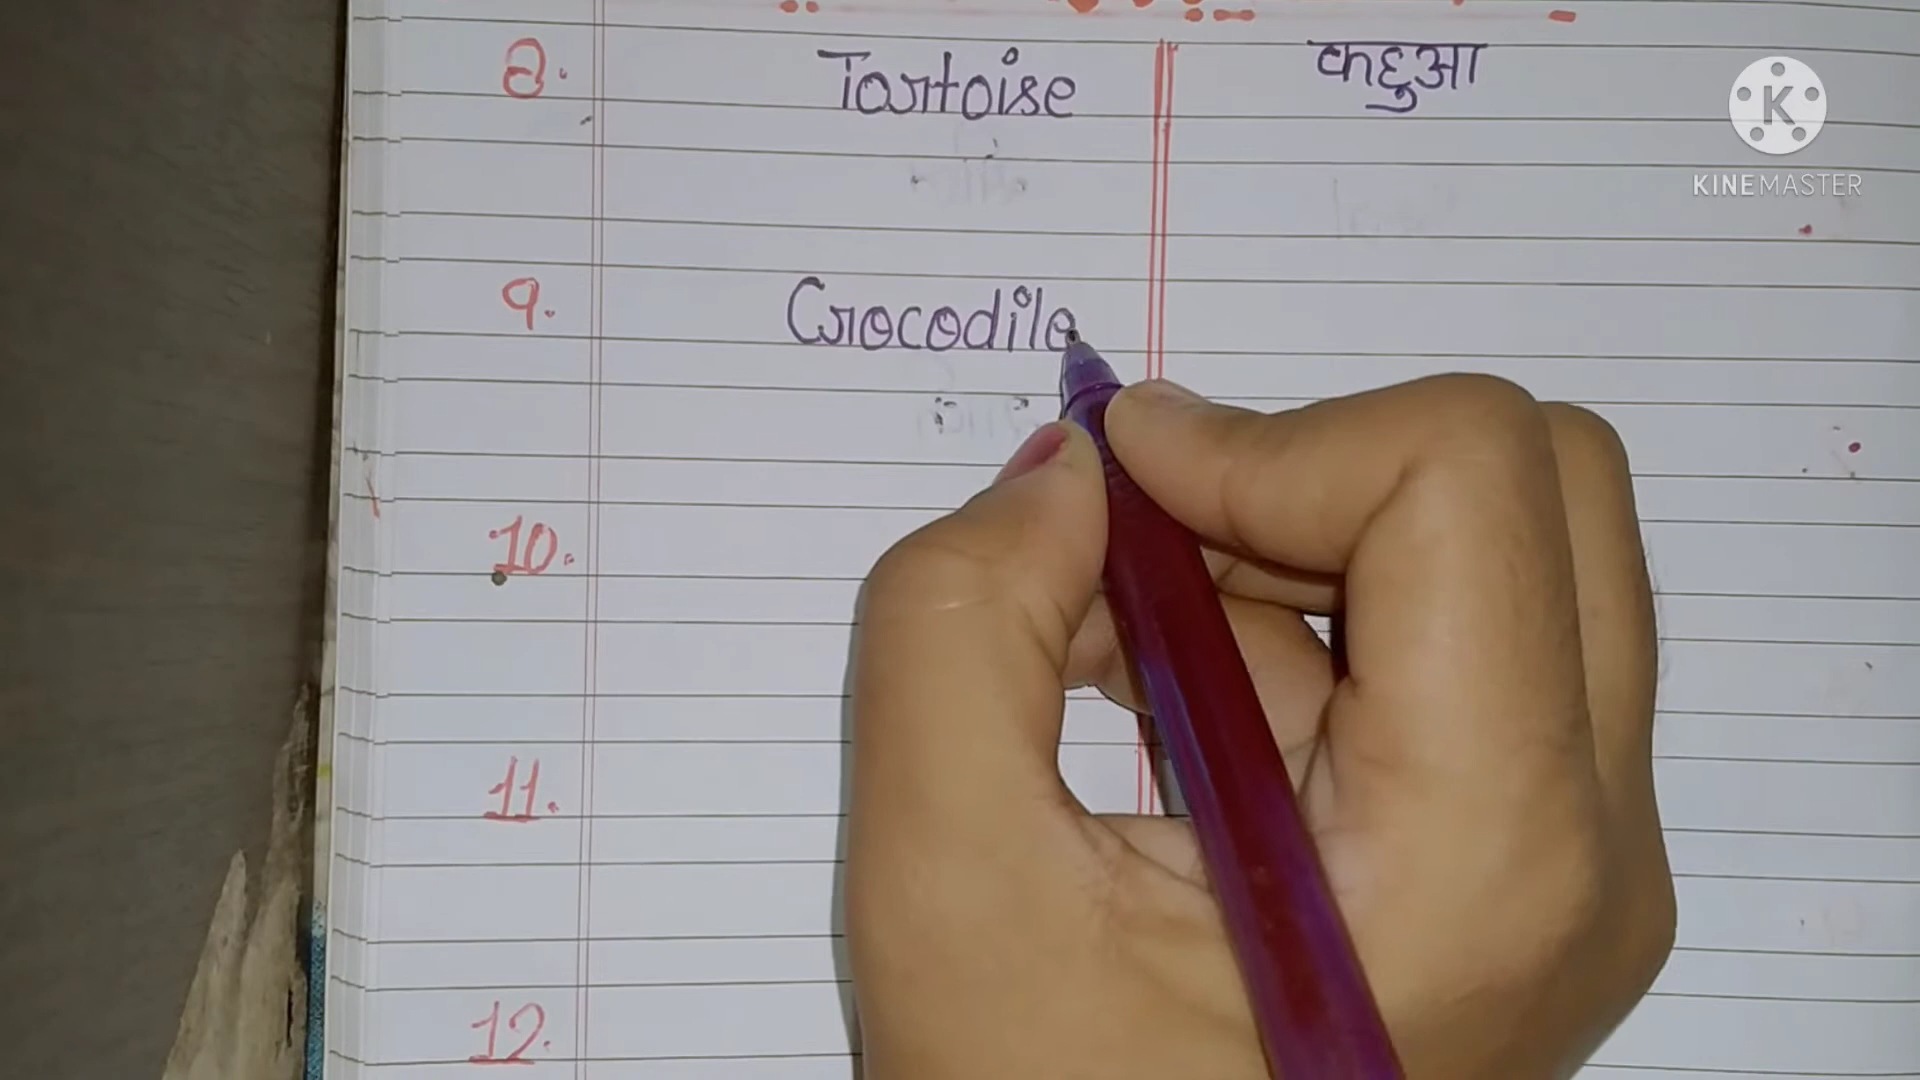 8. Tortoise कछुआ
9. Crocodile
10.
11.
12.
K
KINEMASTER